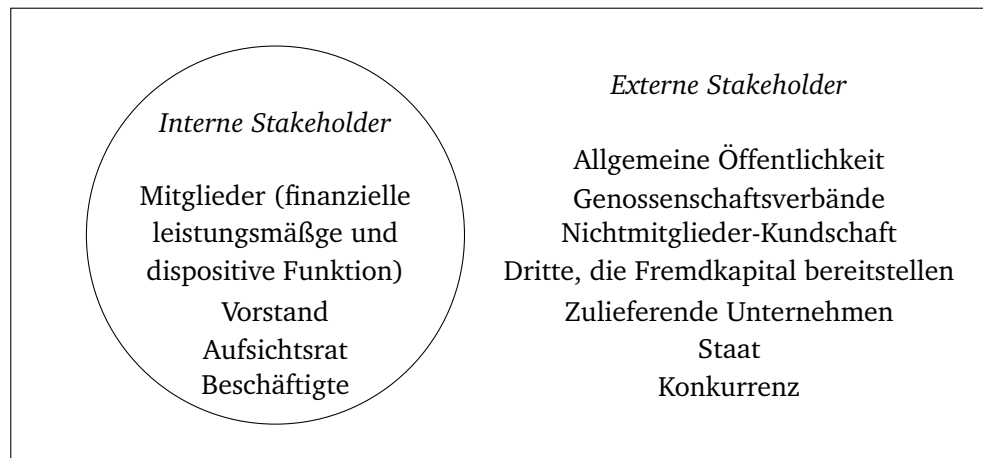 Interne Stakeholder
Mitglieder (finanzielle
leistungsmäßge und
dispositive Funktion)
Vorstand
Aufsichtsrat
Beschäftigte
Externe Stakeholder
Allgemeine Öffentlichkeit
Genossenschaftsverbände
Nichtmitglieder-Kundschaft
Dritte, die Fremdkapital bereitstellen
Zulieferende Unternehmen
Staat
Konkurrenz